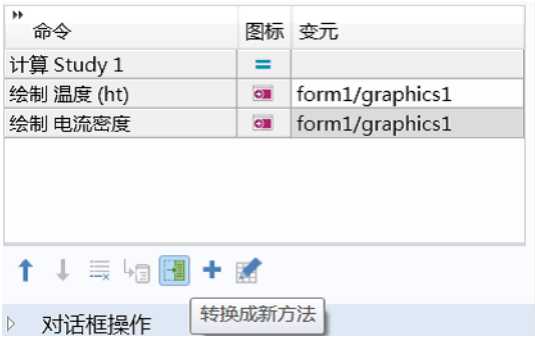 命令 图标 变元
计算 Study 1
绘制 温度 (ht) form1/graphics1
绘制 电流密度 form1/graphics1
转换成新方法
对话框操作